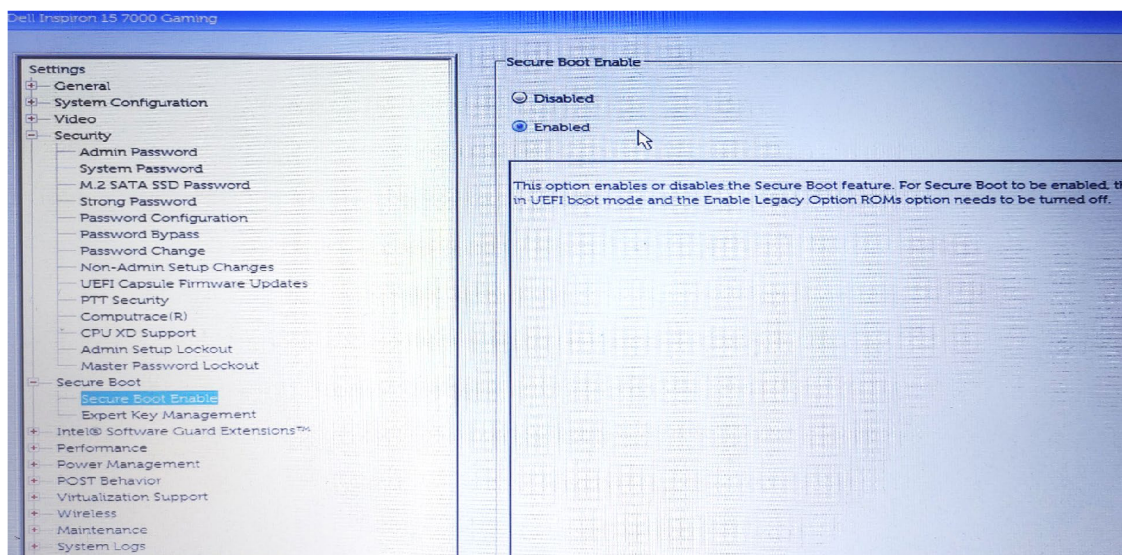 Dell Inspiron 15 7000 Gaming
Settings
General
System Configuration
Video
Security
Admin Password
System Password
M.2 SATA SSD Password
Strong Password
Password Configuration
Password Bypass
Password Change
Non-Admin Setup Changes
UEFI Capsule Firmware Updates
PTT Security
Computrace(R)
CPU XD Support
Admin Setup Lockout
Master Password Lockout
Secure Boot
Secure Boot Enable
Expert Key Management
Intel® Software Guard Extensions™
Performance
Power Management
POST Behavior
Virtualization Support
Wireless
Maintenance
System Logs
Secure Boot Enable
Disabled
Enabled
This option enables or disables the Secure Boot feature. For Secure Boot to be enabled,
in UEFI boot mode and the Enable Legacy Option ROMs option needs to be turned off.